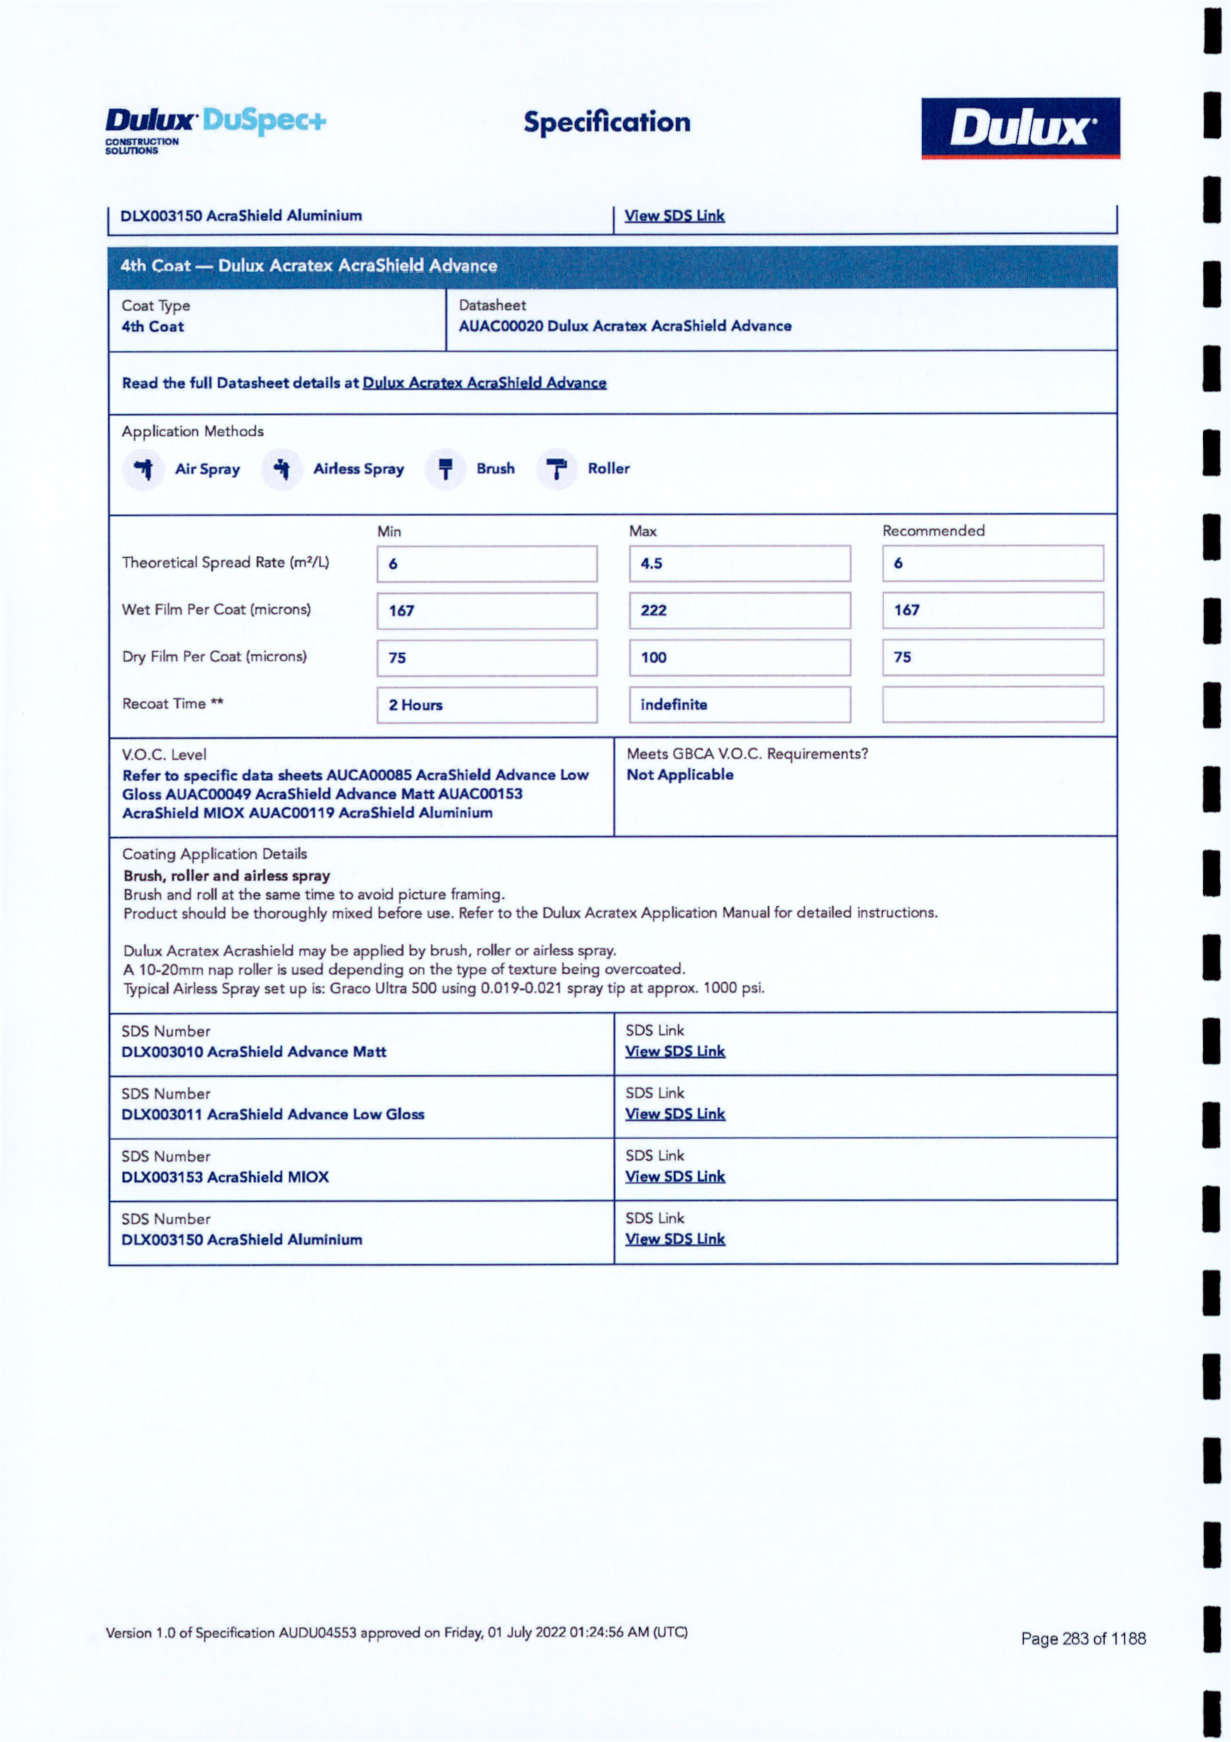 Dulux DuSpec+
CONSTRUCTION
SOLUTIONS
Specification
Dulux
DLX003150 AcraShield Aluminium
View SDS Link
4th Coat — Dulux Acratex AcraShield Advance
Coat Type
4th Coat
Datasheet
AUAC00020 Dulux Acratex AcraShield Advance
Read the full Datasheet details at Dulux Acratex AcraShield Advance
Application Methods
Air Spray Airless Spray Brush Roller
Min Max Recommended
Theoretical Spread Rate (m²/L) 6 4.5 6
Wet Film Per Coat (microns) 167 222 167
Dry Film Per Coat (microns) 75 100 75
Recoat Time ** 2 Hours indefinite
V.O.C. Level
Refer to specific data sheets AUCA00085 AcraShield Advance Low
Gloss AUAC00049 AcraShield Advance Matt AUAC00153
AcraShield MIOX AUAC00119 AcraShield Aluminium
Meets GBCA V.O.C. Requirements?
Not Applicable
Coating Application Details
Brush, roller and airless spray
Brush and roll at the same time to avoid picture framing.
Product should be thoroughly mixed before use. Refer to the Dulux Acratex Application Manual for detailed instructions.
Dulux Acratex Acrashield may be applied by brush, roller or airless spray.
A 10-20mm nap roller is used depending on the type of texture being overcoated.
Typical Airless Spray set up is: Graco Ultra 500 using 0.019-0.021 spray tip at approx. 1000 psi.
SDS Number
DLX003010 AcraShield Advance Matt
SDS Link
View SDS Link
SDS Number
DLX003011 AcraShield Advance Low Gloss
SDS Link
View SDS Link
SDS Number
DLX003153 AcraShield MIOX
SDS Link
View SDS Link
SDS Number
DLX003150 AcraShield Aluminium
SDS Link
View SDS Link
Version 1.0 of Specification AUDU04553 approved on Friday, 01 July 2022 01:24:56 AM (UTC)
Page 283 of 1188